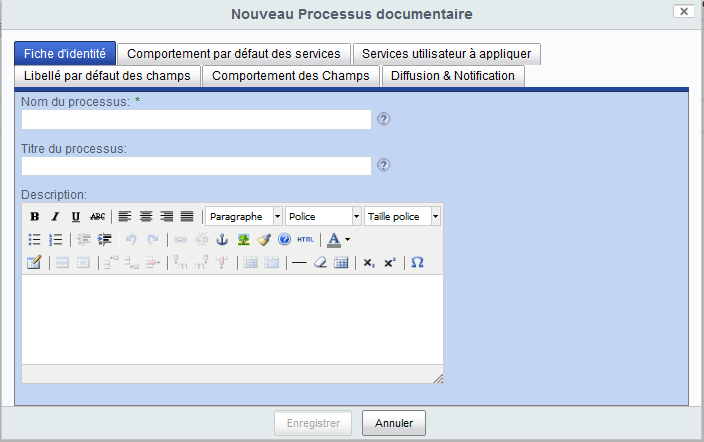 Nouveau Processus documentaire
Fiche d'identité Comportement par défaut des services Services utilisateur à appliquer
Libellé par défaut des champs Comportement des Champs Diffusion & Notification
Nom du processus: *
?
Titre du processus:
?
Description:
B I U ABC Paragraphe Police Taille police
? HTML A
x₂ x² Ω
Enregistrer Annuler